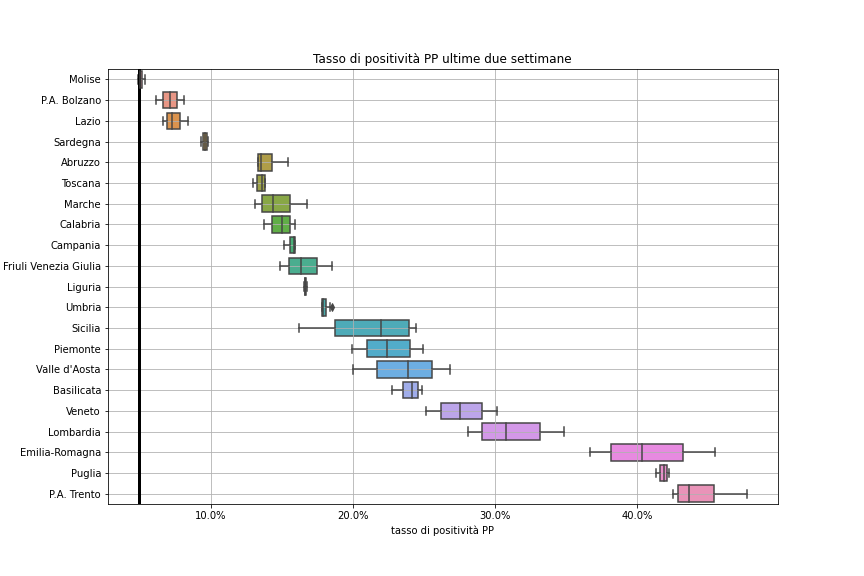 Tasso di positività PP ultime due settimane
Molise
P.A. Bolzano
Lazio
Sardegna
Abruzzo
Toscana
Marche
Calabria
Campania
Friuli Venezia Giulia
Liguria
Umbria
Sicilia
Piemonte
Valle d'Aosta
Basilicata
Veneto
Lombardia
Emilia-Romagna
Puglia
P.A. Trento
10.0% 20.0% 30.0% 40.0%
tasso di positività PP